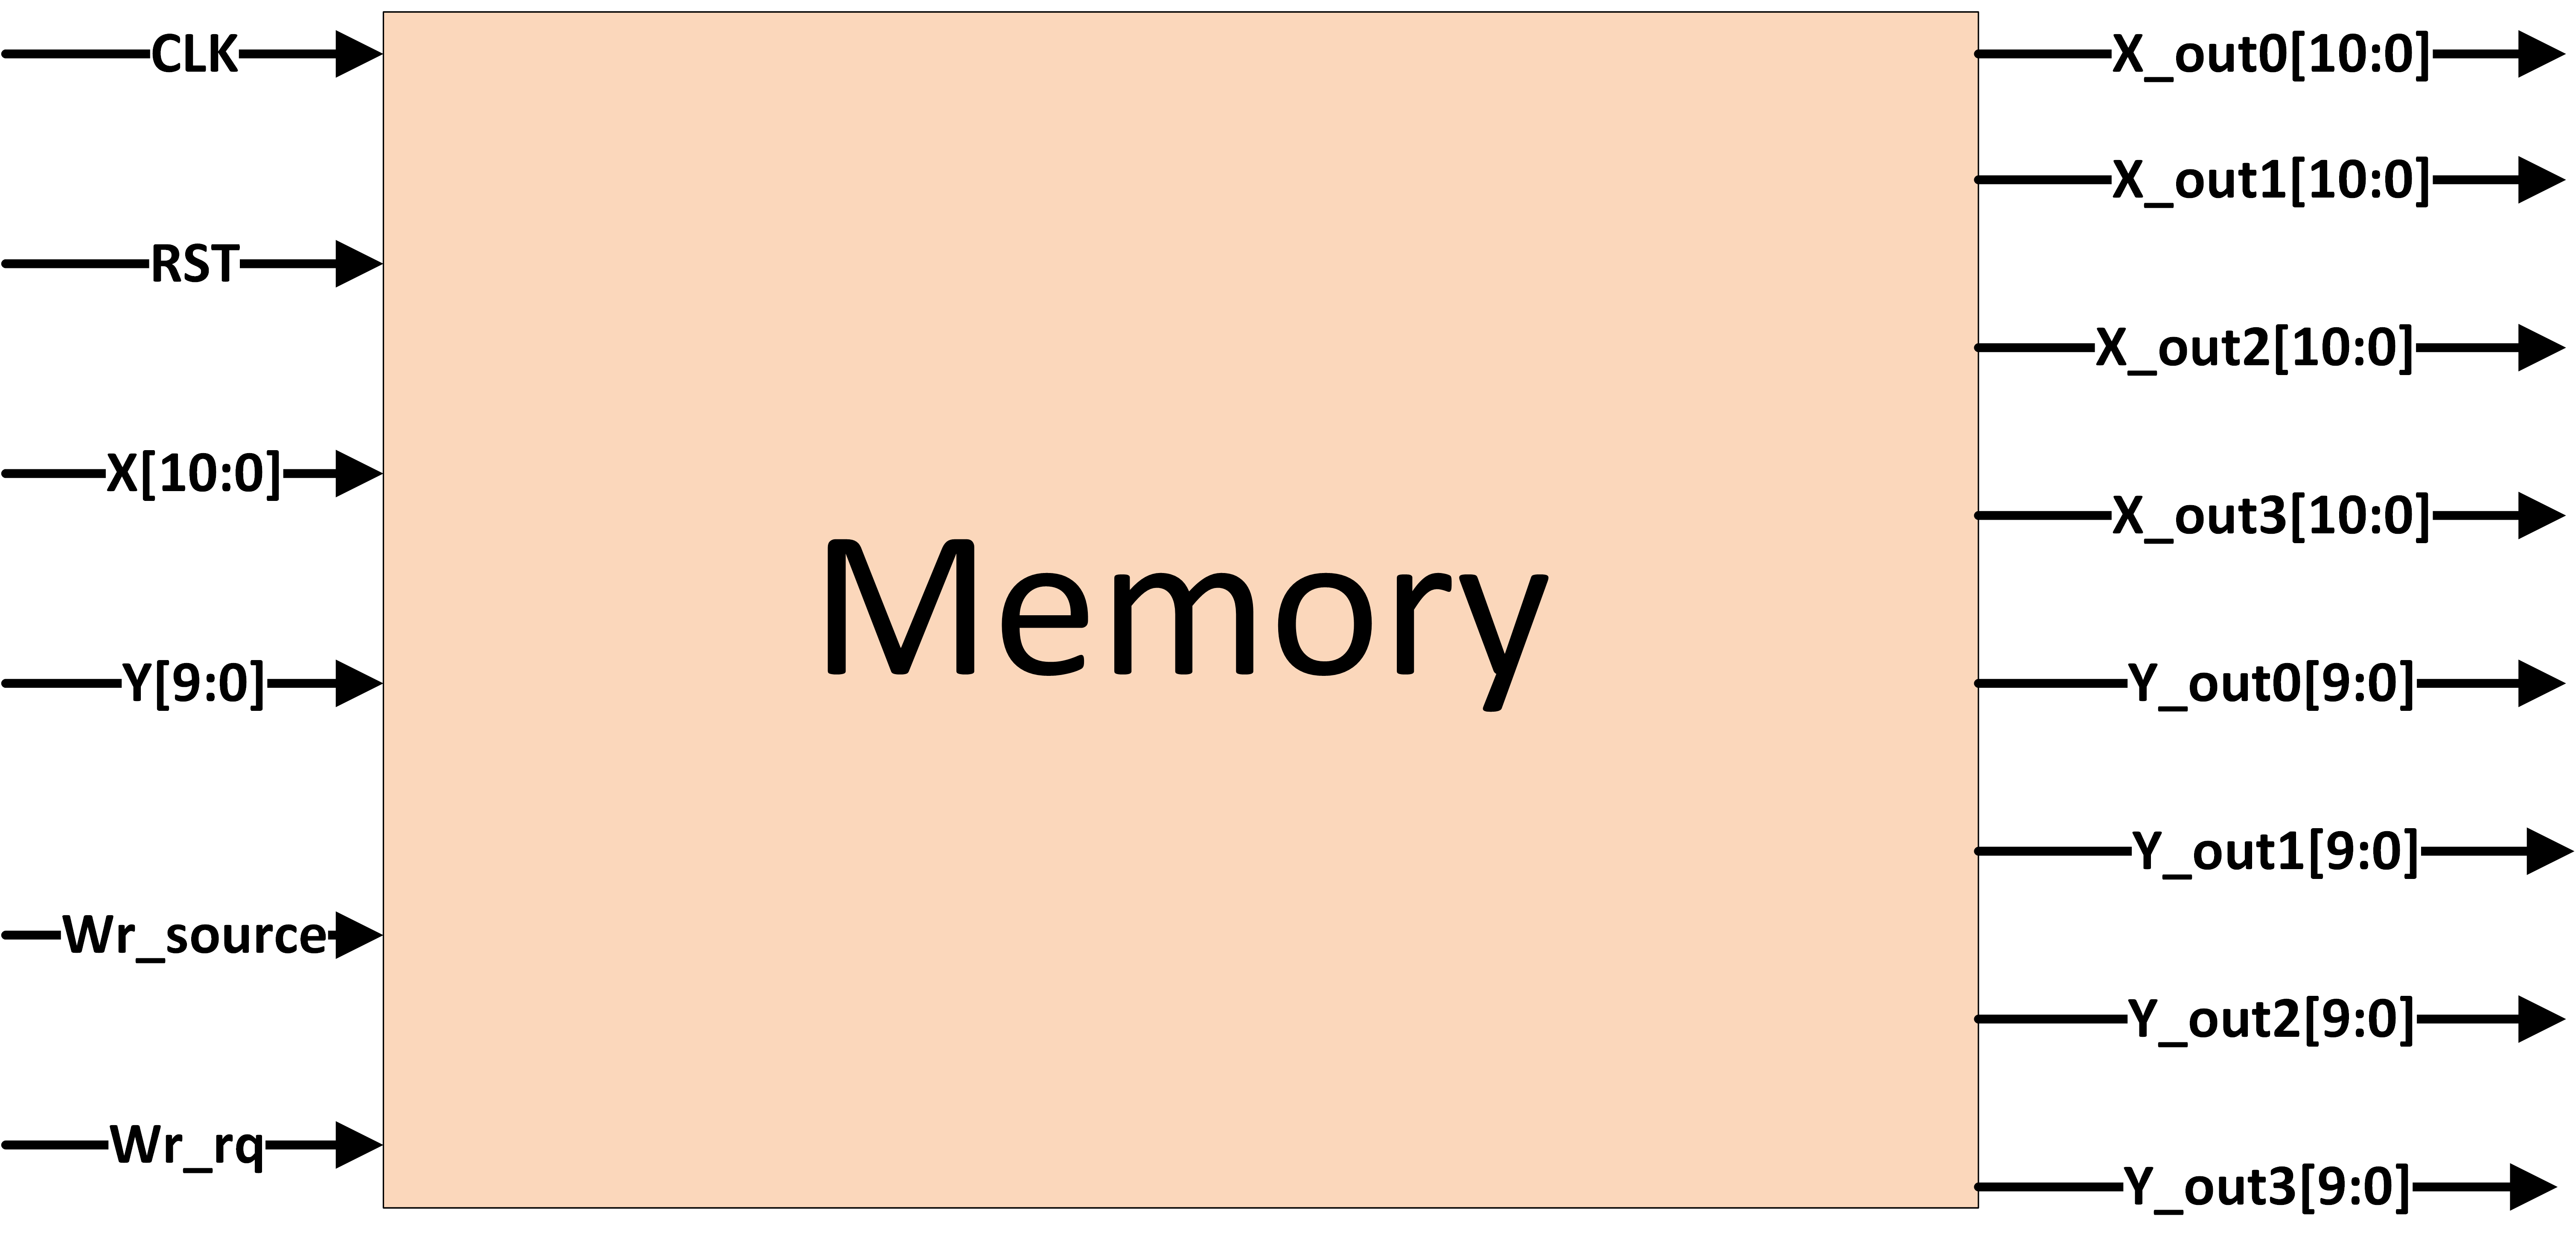 CLK
RST
X[10:0]
Y[9:0]
Wr_source
Wr_rq
Memory
X_out0[10:0]
X_out1[10:0]
X_out2[10:0]
X_out3[10:0]
Y_out0[9:0]
Y_out1[9:0]
Y_out2[9:0]
Y_out3[9:0]